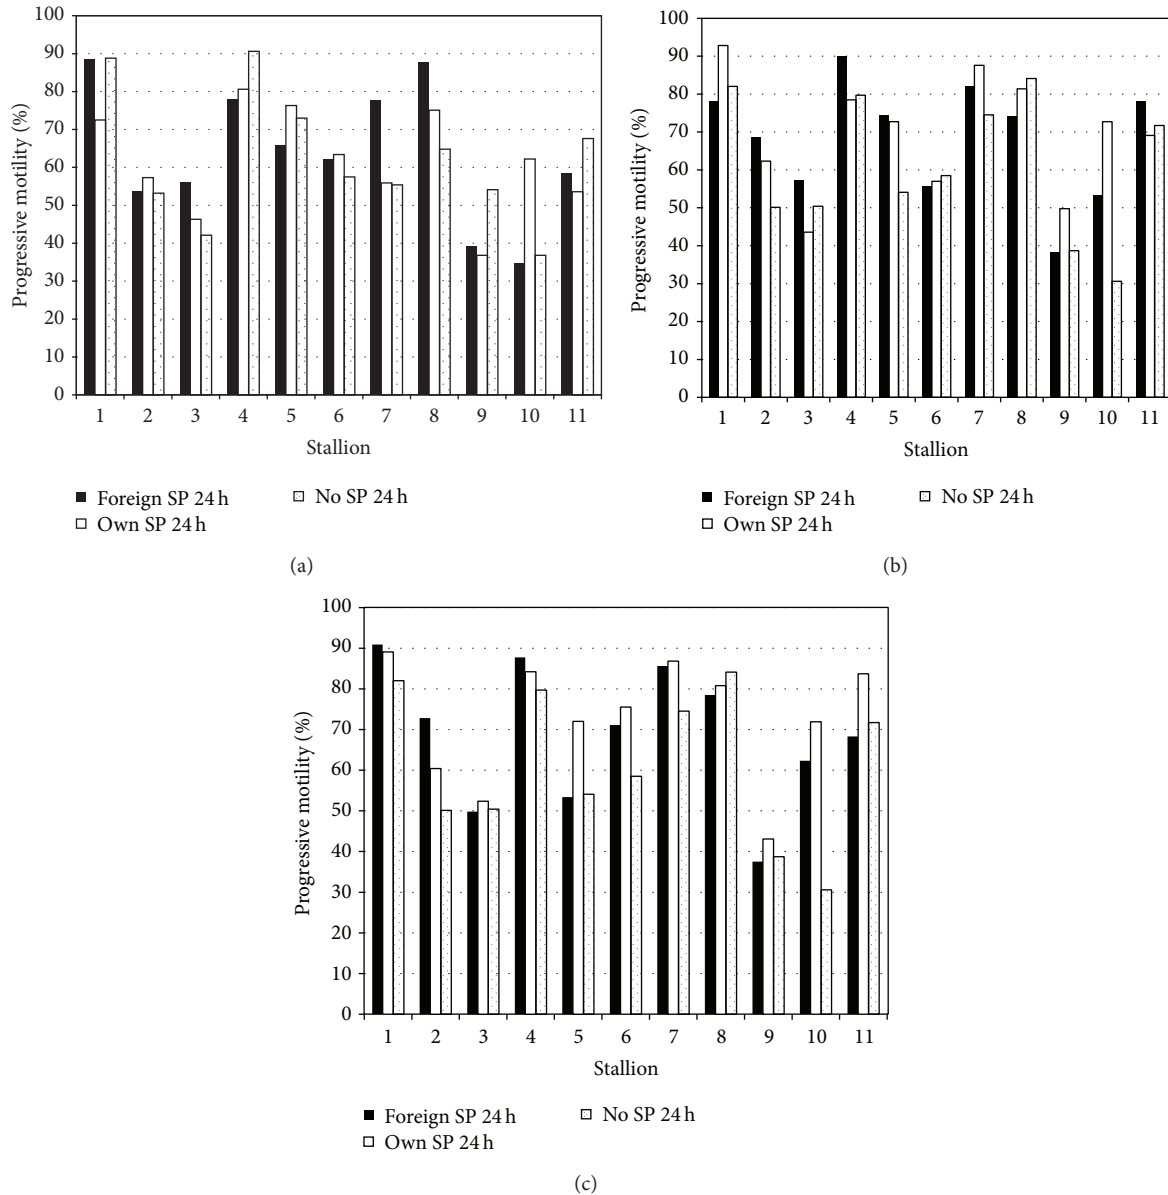 100
90
80
70
60
50
40
30
20
10
0
Progressive motility (%)
1 2 3 4 5 6 7 8 9 10 11
Stallion
Foreign SP 24 h
No SP 24 h
Own SP 24 h
(a)
100
90
80
70
60
50
40
30
20
10
0
Progressive motility (%)
1 2 3 4 5 6 7 8 9 10 11
Stallion
Foreign SP 24 h
No SP 24 h
Own SP 24 h
(b)
100
90
80
70
60
50
40
30
20
10
0
Progressive motility (%)
1 2 3 4 5 6 7 8 9 10 11
Stallion
Foreign SP 24 h
No SP 24 h
Own SP 24 h
(c)